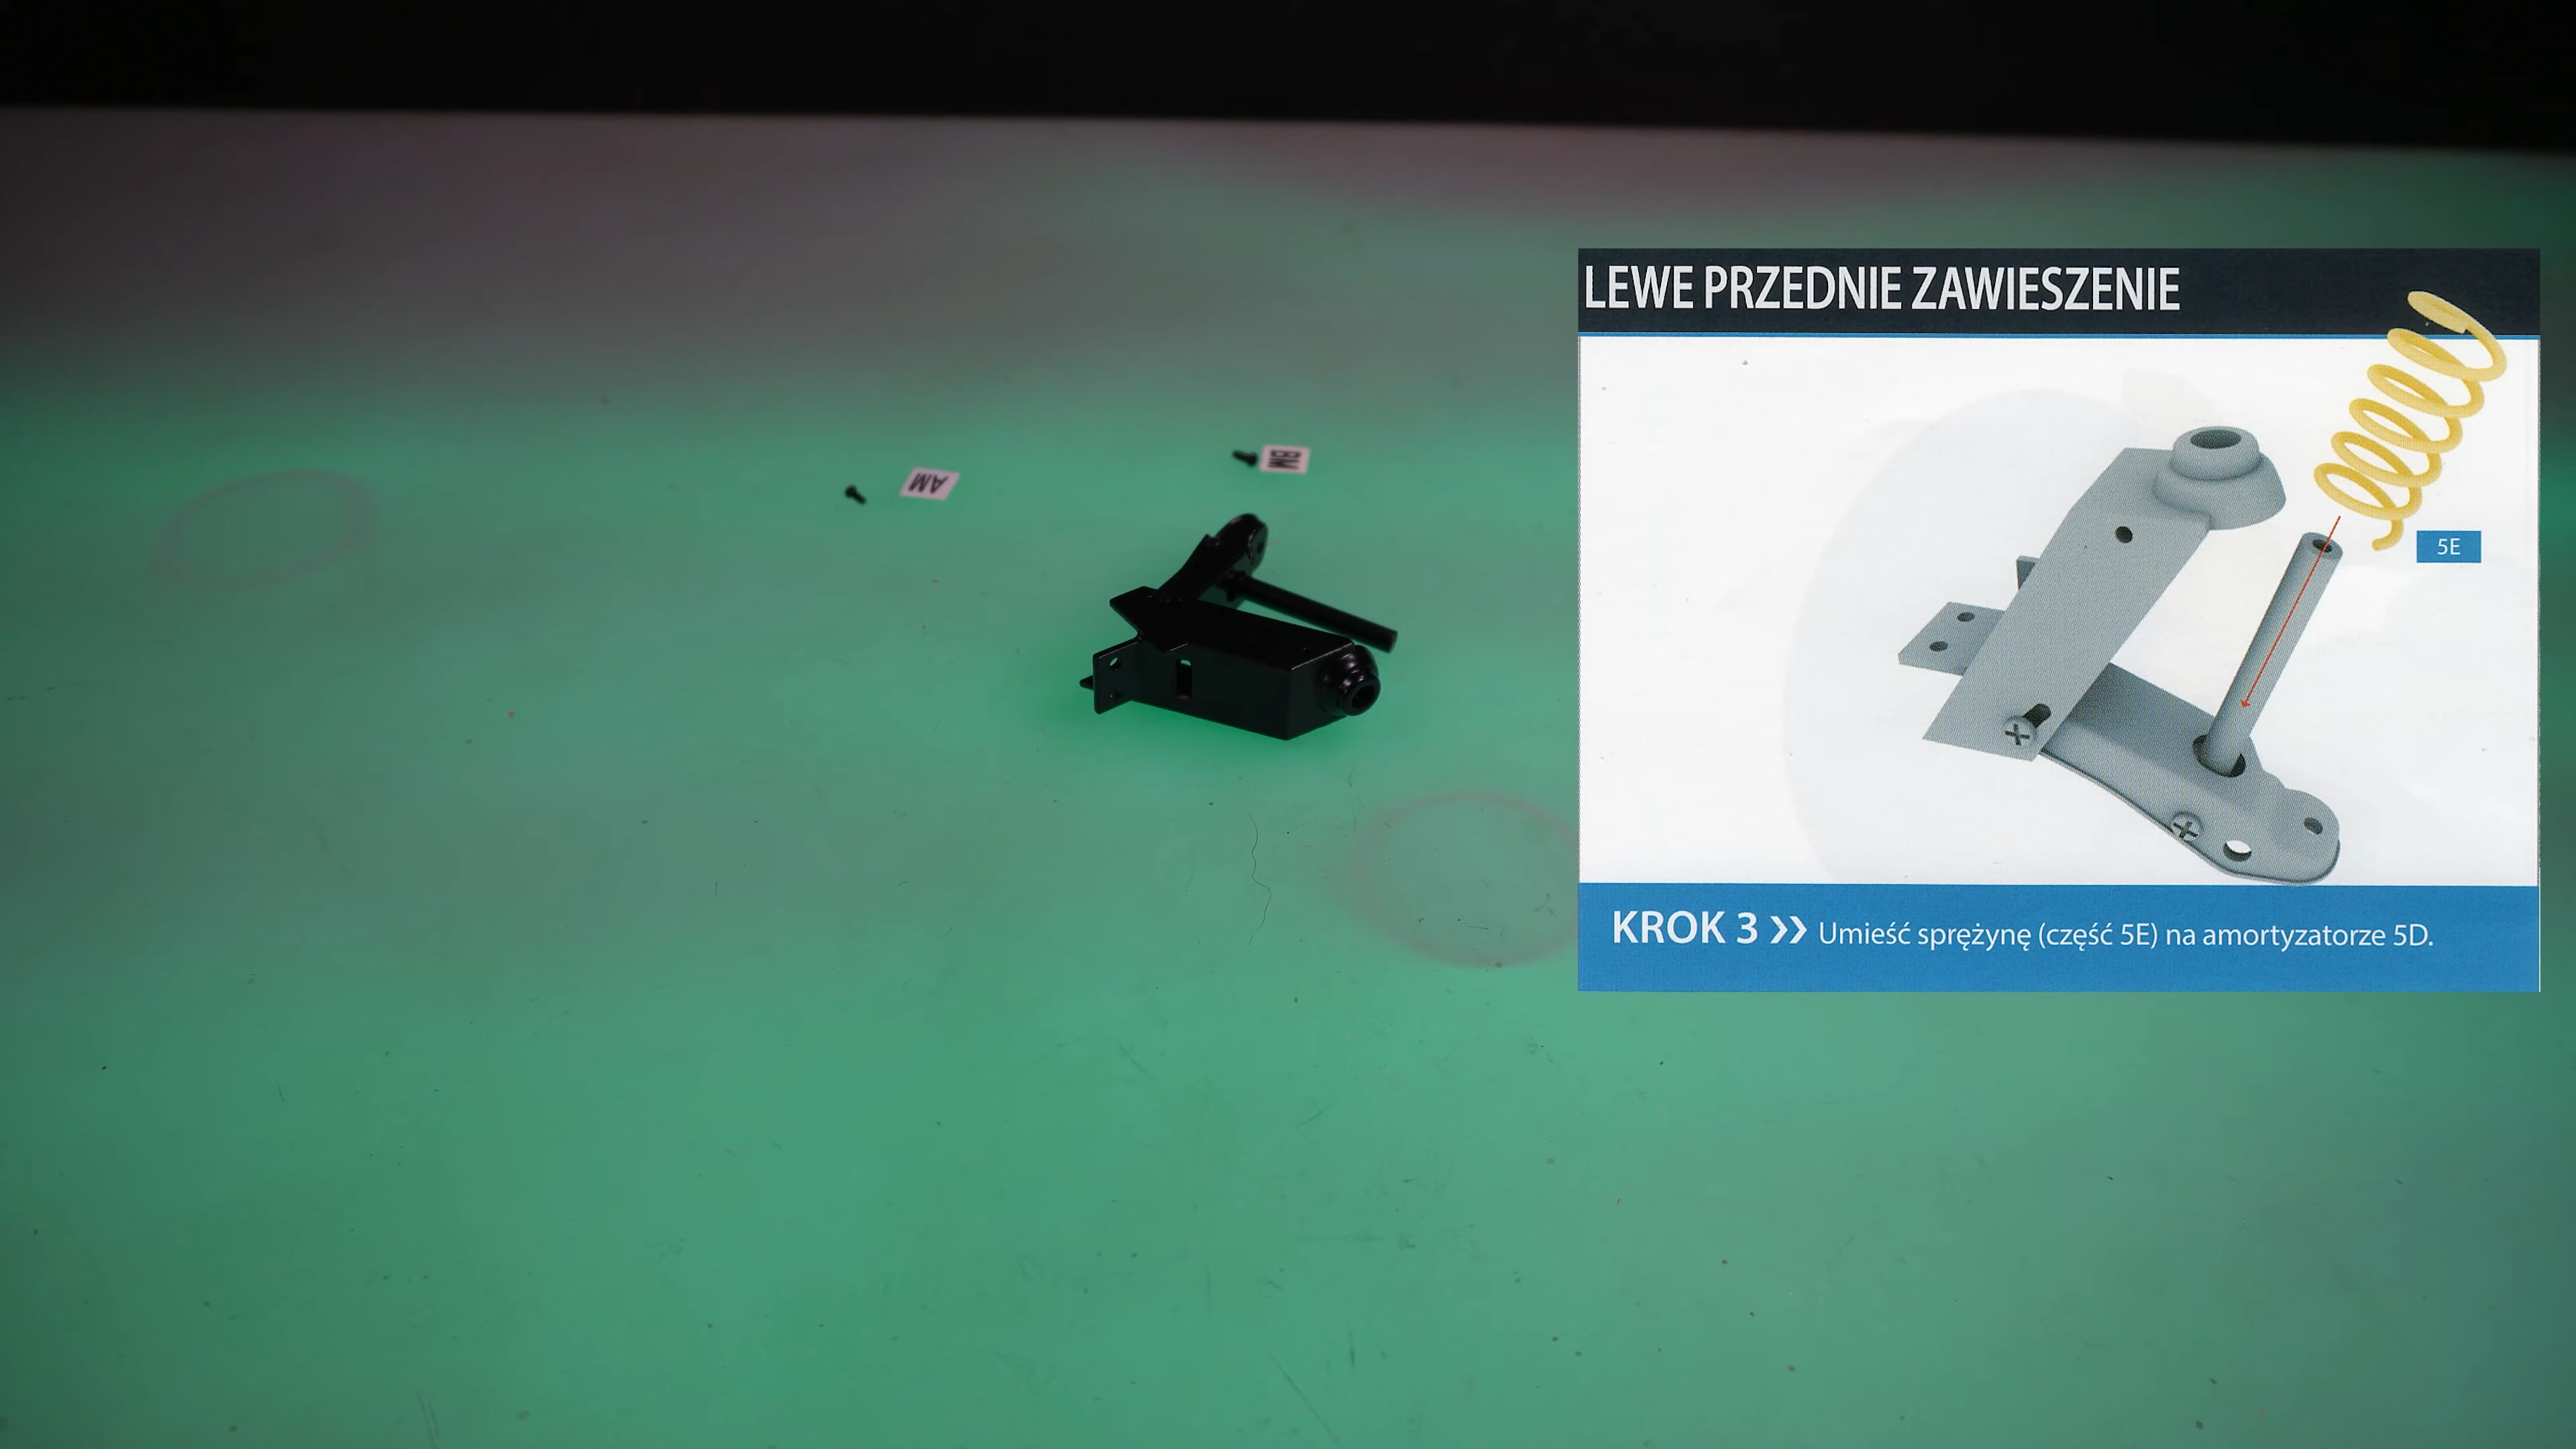 LEWE PRZEDNIE ZAWIESZENIE
5E
KROK 3 >> Umieść sprężynę (część 5E) na amortyzatorze 5D.
AM
BM